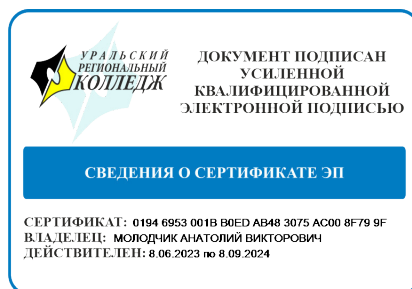 УРАЛЬСКИЙ
РЕГИОНАЛЬНЫЙ
КОЛЛЕДЖ
ДОКУМЕНТ ПОДПИСАН
УСИЛЕННОЙ
КВАЛИФИЦИРОВАННОЙ
ЭЛЕКТРОННОЙ ПОДПИСЬЮ
СВЕДЕНИЯ О СЕРТИФИКАТЕ ЭП
СЕРТИФИКАТ: 0194 6953 001B B0ED AB48 3075 AC00 8F79 9F
ВЛАДЕЛЕЦ: МОЛОДЧИК АНАТОЛИЙ ВИКТОРОВИЧ
ДЕЙСТВИТЕЛЕН: 8.06.2023 по 8.09.2024